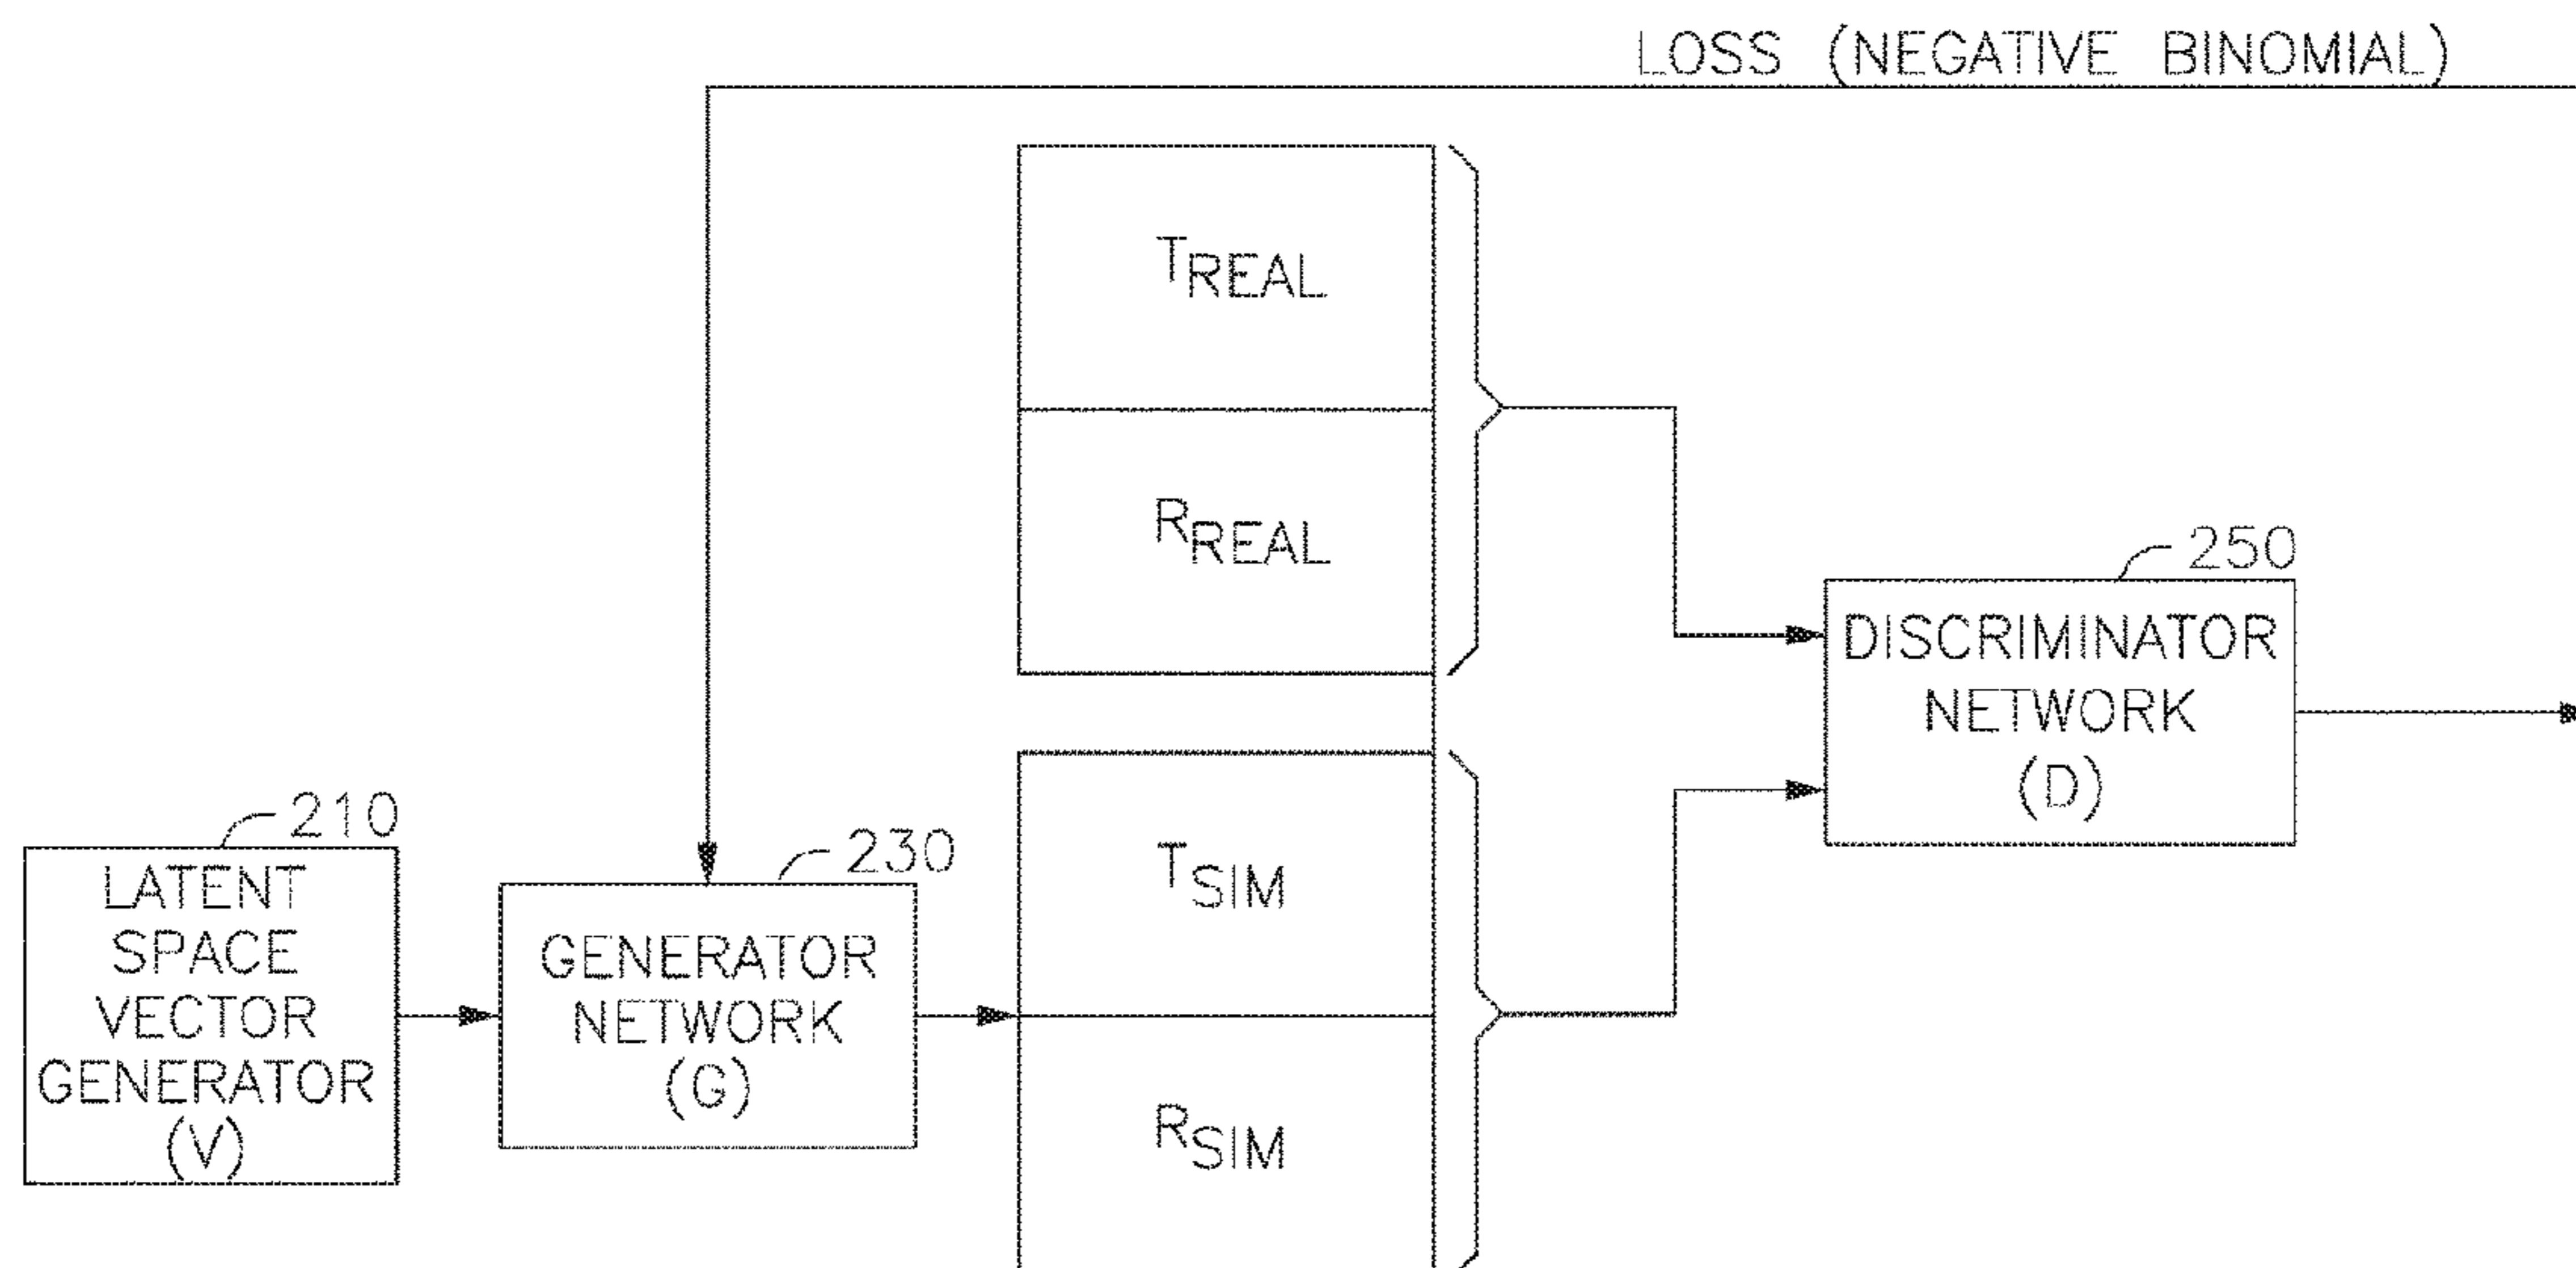 LOSS (NEGATIVE BINOMIAL)
TREAL
RREAL
250
DISCRIMINATOR
NETWORK
(D)
210
LATENT
SPACE
VECTOR
GENERATOR
(V)
230
GENERATOR
NETWORK
(G)
TSIM
RSIM